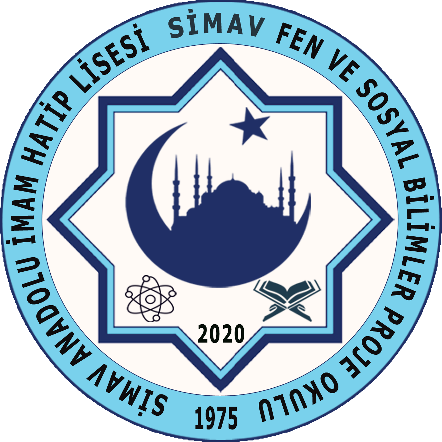 SİMAV ANADOLU İMAM HATİP LİSESİ
SİMAV FEN VE SOSYAL BİLİMLER PROJE OKULU
2020
1975